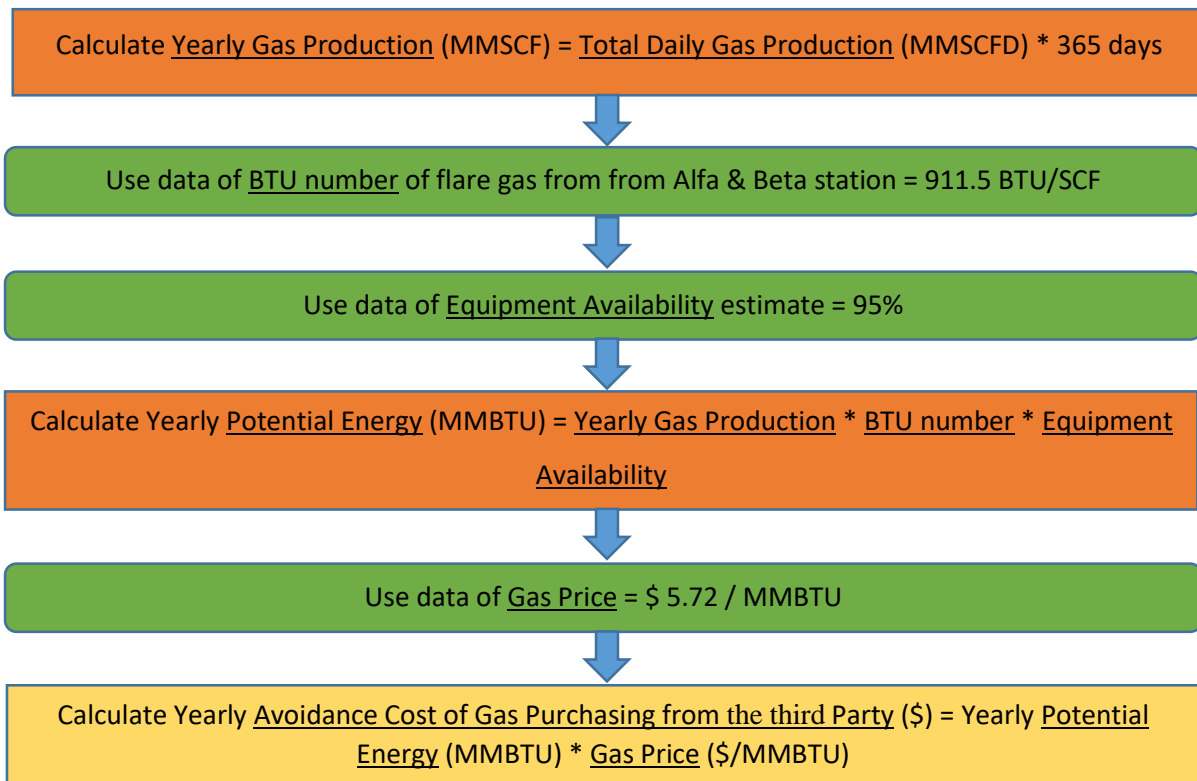 Calculate Yearly Gas Production (MMSCF) = Total Daily Gas Production (MMSCFD) * 365 days
Use data of BTU number of flare gas from from Alfa & Beta station = 911.5 BTU/SCF
Use data of Equipment Availability estimate = 95%
Calculate Yearly Potential Energy (MMBTU) = Yearly Gas Production * BTU number * Equipment
Availability
Use data of Gas Price = $ 5.72 / MMBTU
Calculate Yearly Avoidance Cost of Gas Purchasing from the third Party ($) = Yearly Potential
Energy (MMBTU) * Gas Price ($/MMBTU)